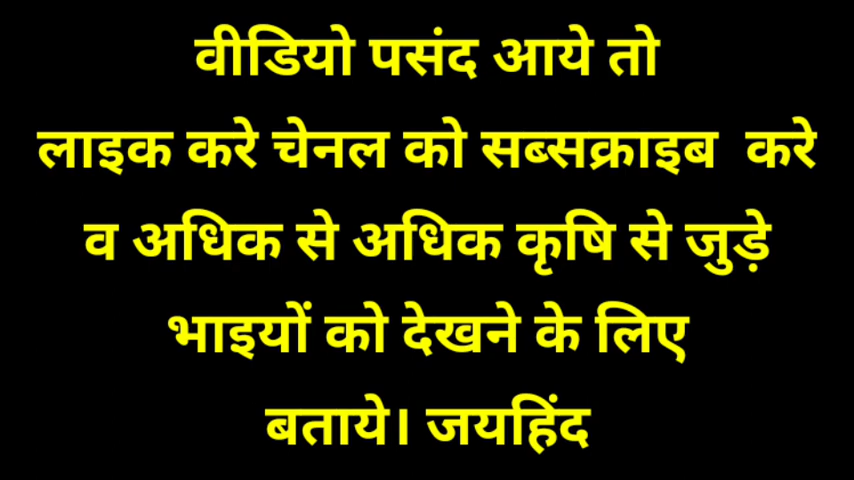 वीडियो पसंद आये तो
लाइक करे चेनल को सब्सक्राइब करे
व अधिक से अधिक कृषि से जुड़े
भाइयों को देखने के लिए
बताये। जयहिंद